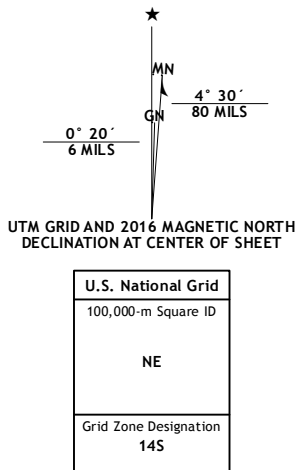 ★
MN
GN
4° 30´
80 MILS
0° 20´
6 MILS
UTM GRID AND 2016 MAGNETIC NORTH
DECLINATION AT CENTER OF SHEET
U.S. National Grid
100,000-m Square ID
NE
Grid Zone Designation
14S